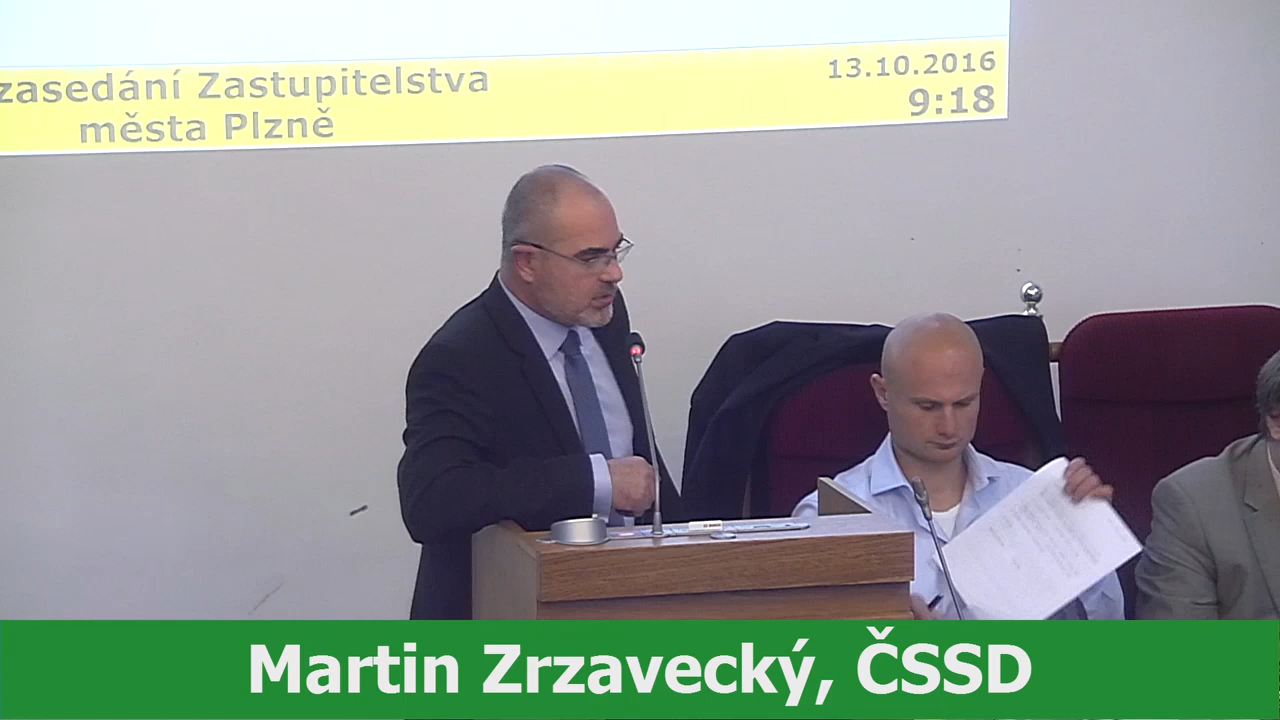 zasedání Zastupitelstva
města Plzně
13.10.2016
9:18
Martin Zrzavecký, ČSSD